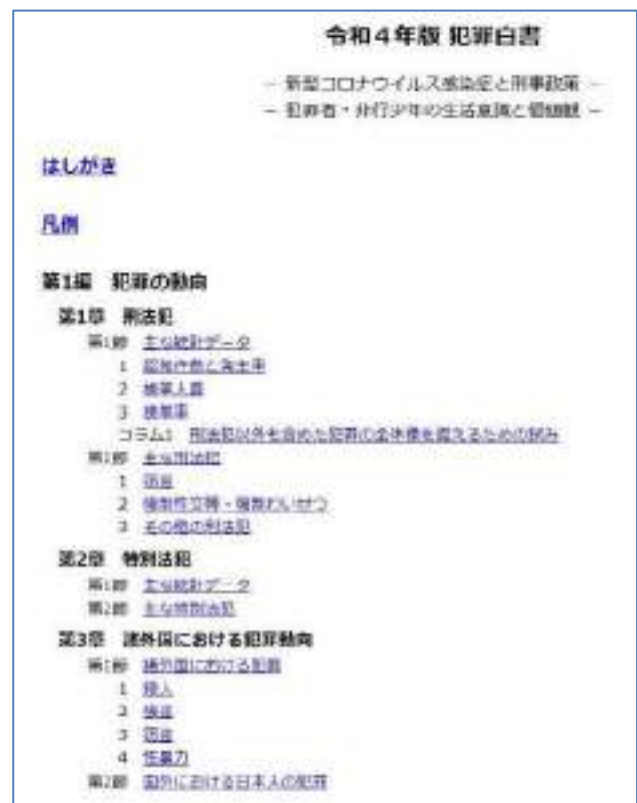 令和4年版 犯罪白書
－ 新型コロナウイルス感染症と刑事政策 －
－ 犯罪者・非行少年の生活意識と価値観 －
はしがき
凡例
第1編 犯罪の動向
第1章 刑法犯
第1節 主な統計データ
1 認知件数と発生率
2 検挙人員
3 検挙率
コラム1 刑法犯以外も含めた犯罪の全体像を捉えるための試み
第2節 主な刑法犯
1 窃盗
2 強制性交等・強制わいせつ
3 その他の刑法犯
第2章 特別法犯
第1節 主な統計データ
第2節 主な特別法犯
第3章 諸外国における犯罪動向
第1節 諸外国における犯罪
1 殺人
2 強盗
3 窃盗
4 性暴力
第2節 国外における日本人の犯罪